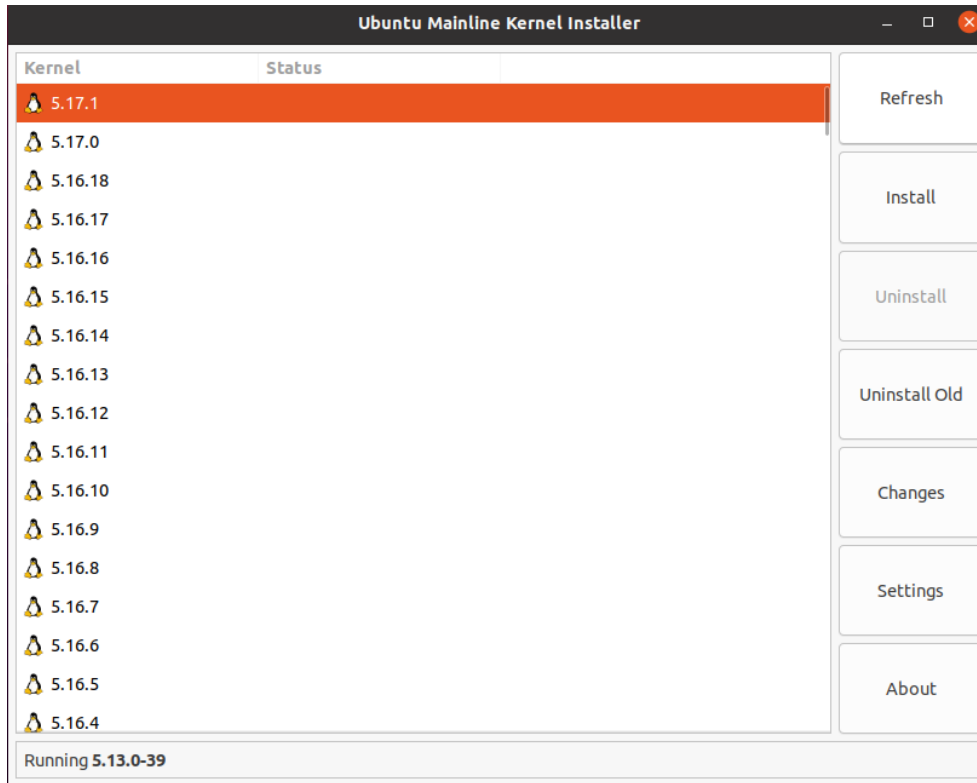 Ubuntu Mainline Kernel Installer
Kernel Status
5.17.1
5.17.0
5.16.18
5.16.17
5.16.16
5.16.15
5.16.14
5.16.13
5.16.12
5.16.11
5.16.10
5.16.9
5.16.8
5.16.7
5.16.6
5.16.5
5.16.4
Refresh
Install
Uninstall
Uninstall Old
Changes
Settings
About
Running 5.13.0-39